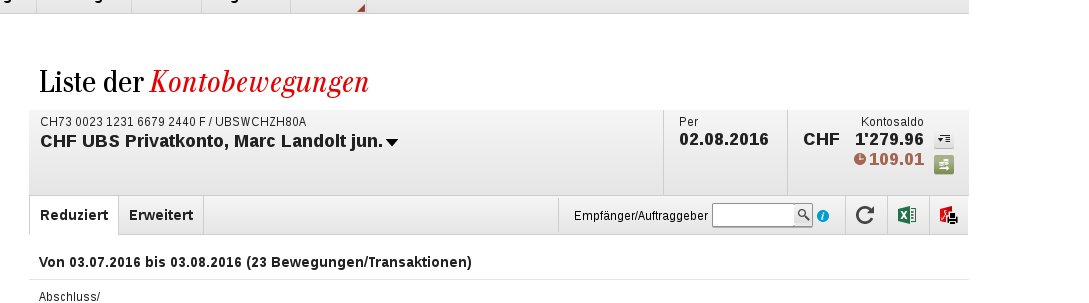 Liste der Kontobewegungen
CH73 0023 1231 6679 2440 F / UBSWCHZH80A
CHF UBS Privatkonto, Marc Landolt jun.
Per
02.08.2016
Kontosaldo
CHF 1'279.96
109.01
Reduziert
Erweitert
Empfänger/Auftraggeber
Von 03.07.2016 bis 03.08.2016 (23 Bewegungen/Transaktionen)
Abschluss/